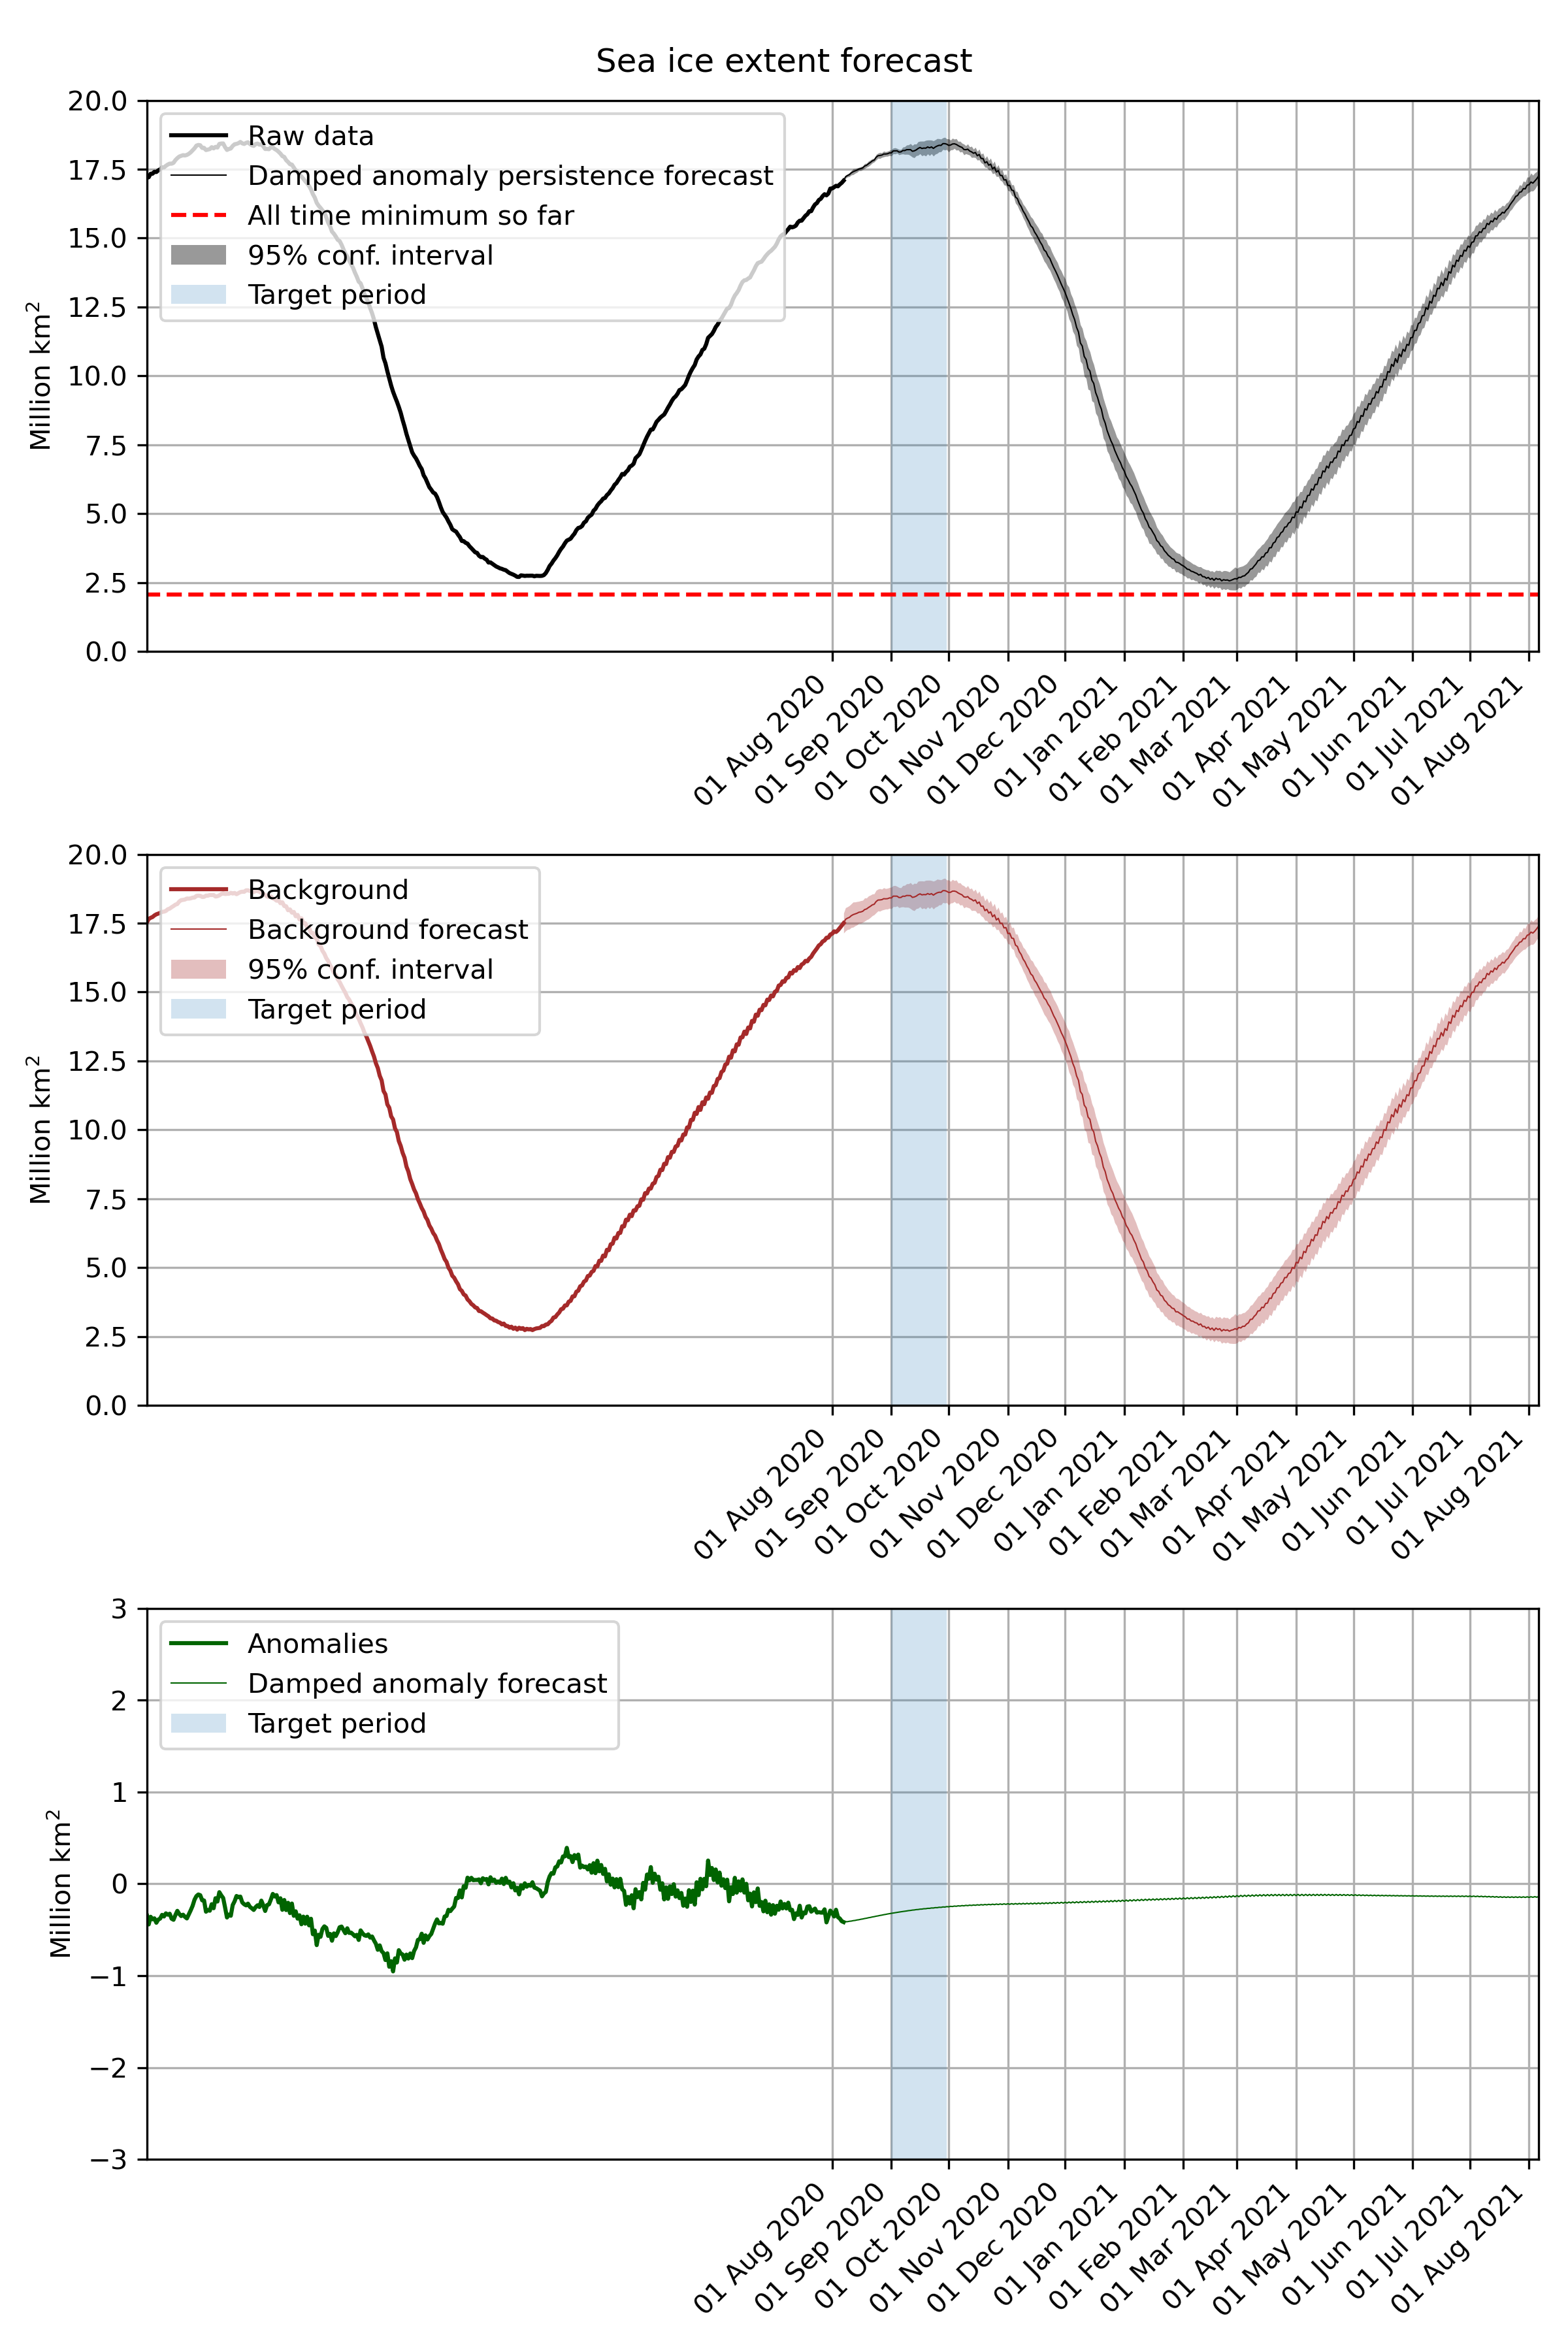 Sea ice extent forecast
20.0
17.5
15.0
12.5
10.0
7.5
5.0
2.5
0.0
Million km²
Raw data
Damped anomaly persistence forecast
All time minimum so far
95% conf. interval
Target period
01 Aug 2020
01 Sep 2020
01 Oct 2020
01 Nov 2020
01 Dec 2020
01 Jan 2021
01 Feb 2021
01 Mar 2021
01 Apr 2021
01 May 2021
01 Jun 2021
01 Jul 2021
01 Aug 2021
20.0
17.5
15.0
12.5
10.0
7.5
5.0
2.5
0.0
Million km²
Background
Background forecast
95% conf. interval
Target period
01 Aug 2020
01 Sep 2020
01 Oct 2020
01 Nov 2020
01 Dec 2020
01 Jan 2021
01 Feb 2021
01 Mar 2021
01 Apr 2021
01 May 2021
01 Jun 2021
01 Jul 2021
01 Aug 2021
3
2
1
0
−1
−2
−3
Million km²
Anomalies
Damped anomaly forecast
Target period
01 Aug 2020
01 Sep 2020
01 Oct 2020
01 Nov 2020
01 Dec 2020
01 Jan 2021
01 Feb 2021
01 Mar 2021
01 Apr 2021
01 May 2021
01 Jun 2021
01 Jul 2021
01 Aug 2021